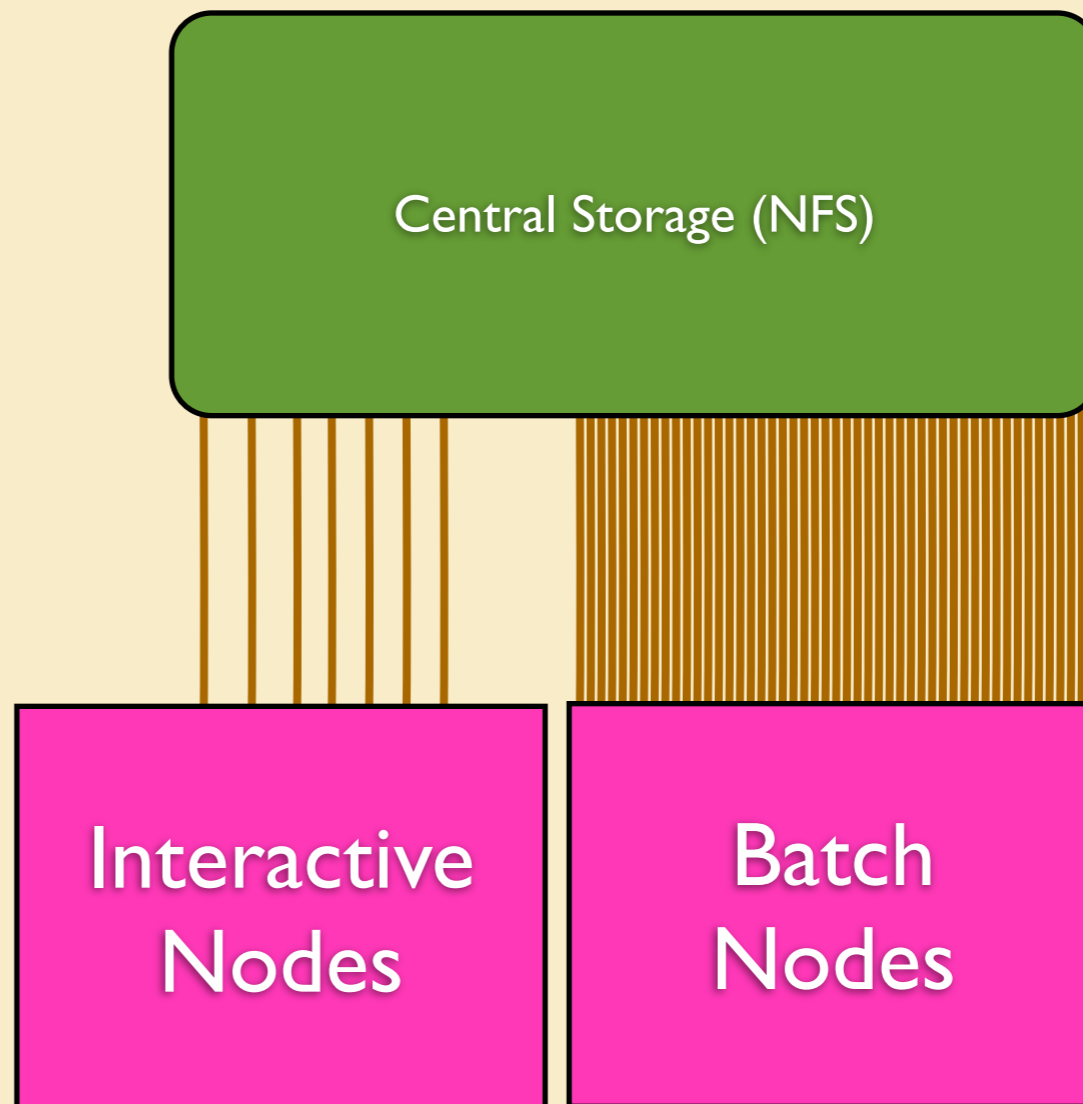 Central Storage (NFS)
Interactive
Nodes
Batch
Nodes